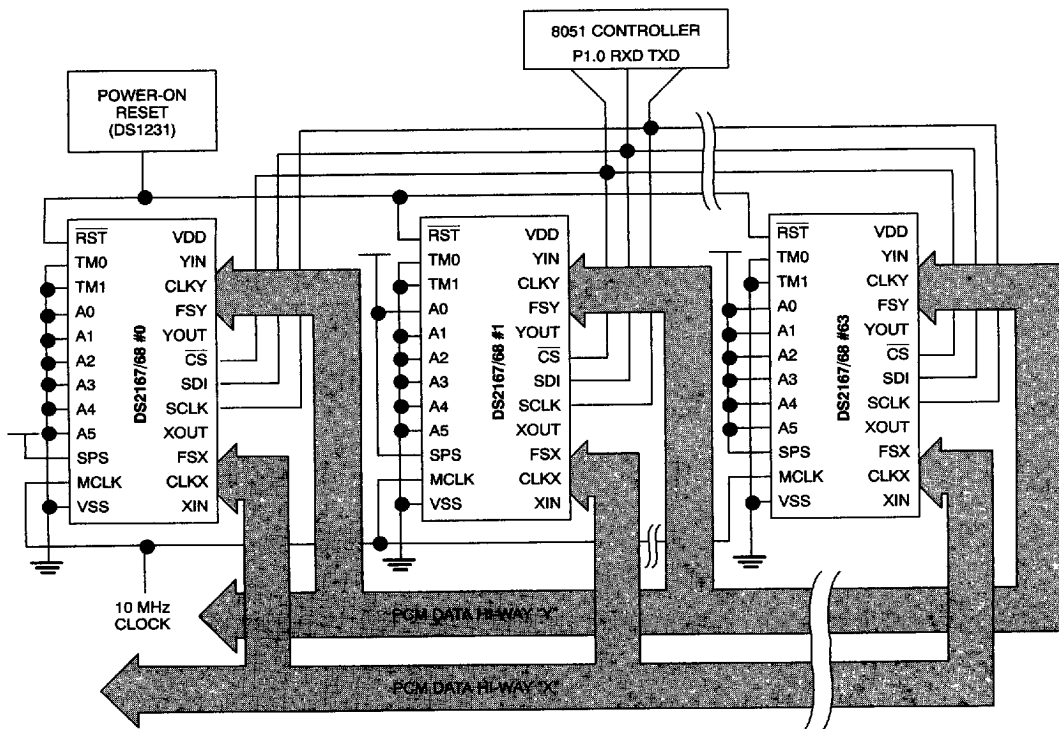 8051 CONTROLLER
P1.0 RXD TXD
POWER-ON
RESET
(DS1231)
RST
TM0
TM1
A0
A1
A2
A3
A4
A5
SPS
MCLK
VSS
DS2167/68 #0
VDD
YIN
CLKY
FSY
YOUT
CS
SDI
SCLK
XOUT
FSX
CLKX
XIN
RST
TM0
TM1
A0
A1
A2
A3
A4
A5
SPS
MCLK
VSS
DS2167/68 #1
VDD
YIN
CLKY
FSY
YOUT
CS
SDI
SCLK
XOUT
FSX
CLKX
XIN
RST
TM0
TM1
A0
A1
A2
A3
A4
A5
SPS
MCLK
VSS
DS2167/68 #63
VDD
YIN
CLKY
FSY
YOUT
CS
SDI
SCLK
XOUT
FSX
CLKX
XIN
10 MHz
CLOCK
PCM DATA HI-WAY "Y"
PCM DATA HI-WAY "X"